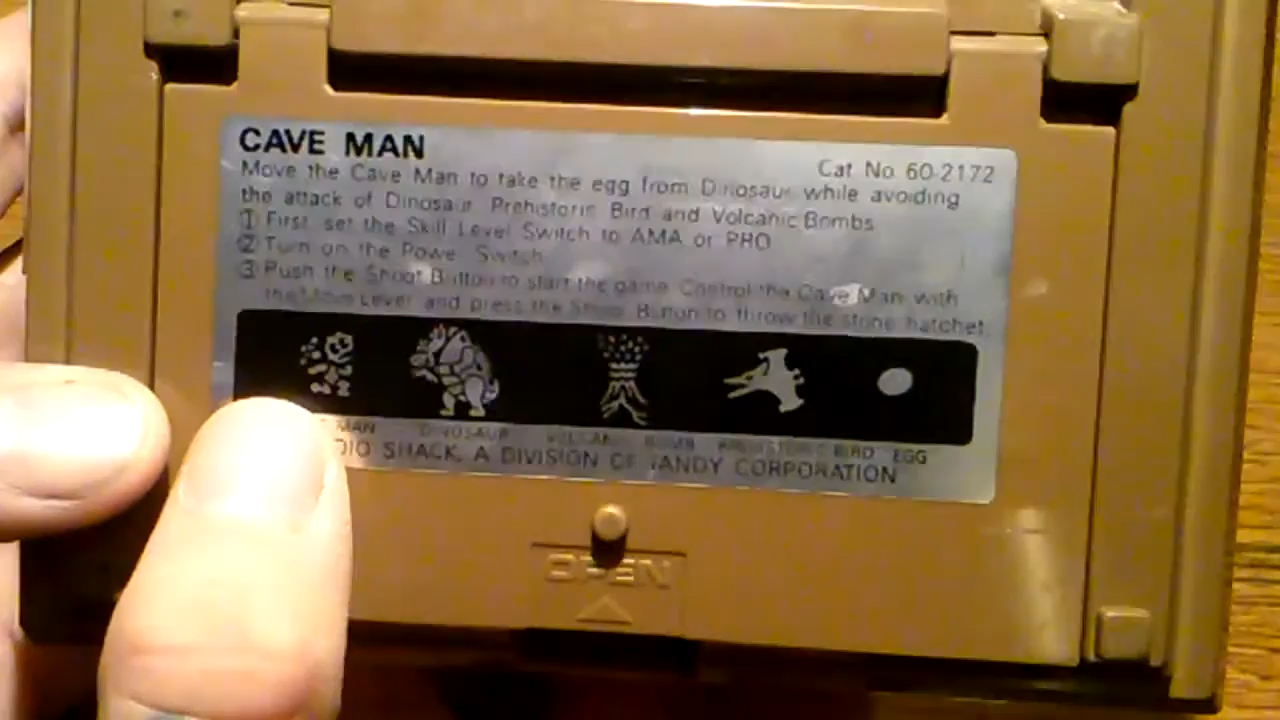 CAVE MAN
Cat. No. 60-2172
Move the Cave Man to take the egg from Dinosaur while avoiding
the attack of Dinosaur, Prehistoric Bird and Volcanic Bombs.
① First, set the Skill Level Switch to AMA or PRO.
② Turn on the Power Switch.
③ Push the Shoot Button to start the game. Control the Cave Man with
the Move Lever and press the Shoot Button to throw the stone hatchet.
MAN DINOSAUR VOLCANIC BOMB PREHISTORIC BIRD EGG
DIO SHACK, A DIVISION OF TANDY CORPORATION
OPEN